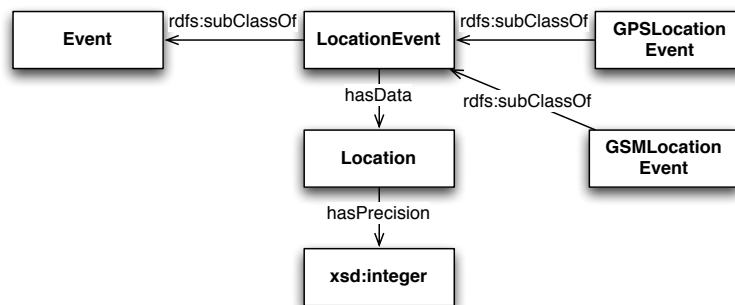 rdfs:subClassOf
rdfs:subClassOf
Event
LocationEvent
GPSLocation
Event
hasData
rdfs:subClassOf
Location
GSMLocation
Event
hasPrecision
xsd:integer